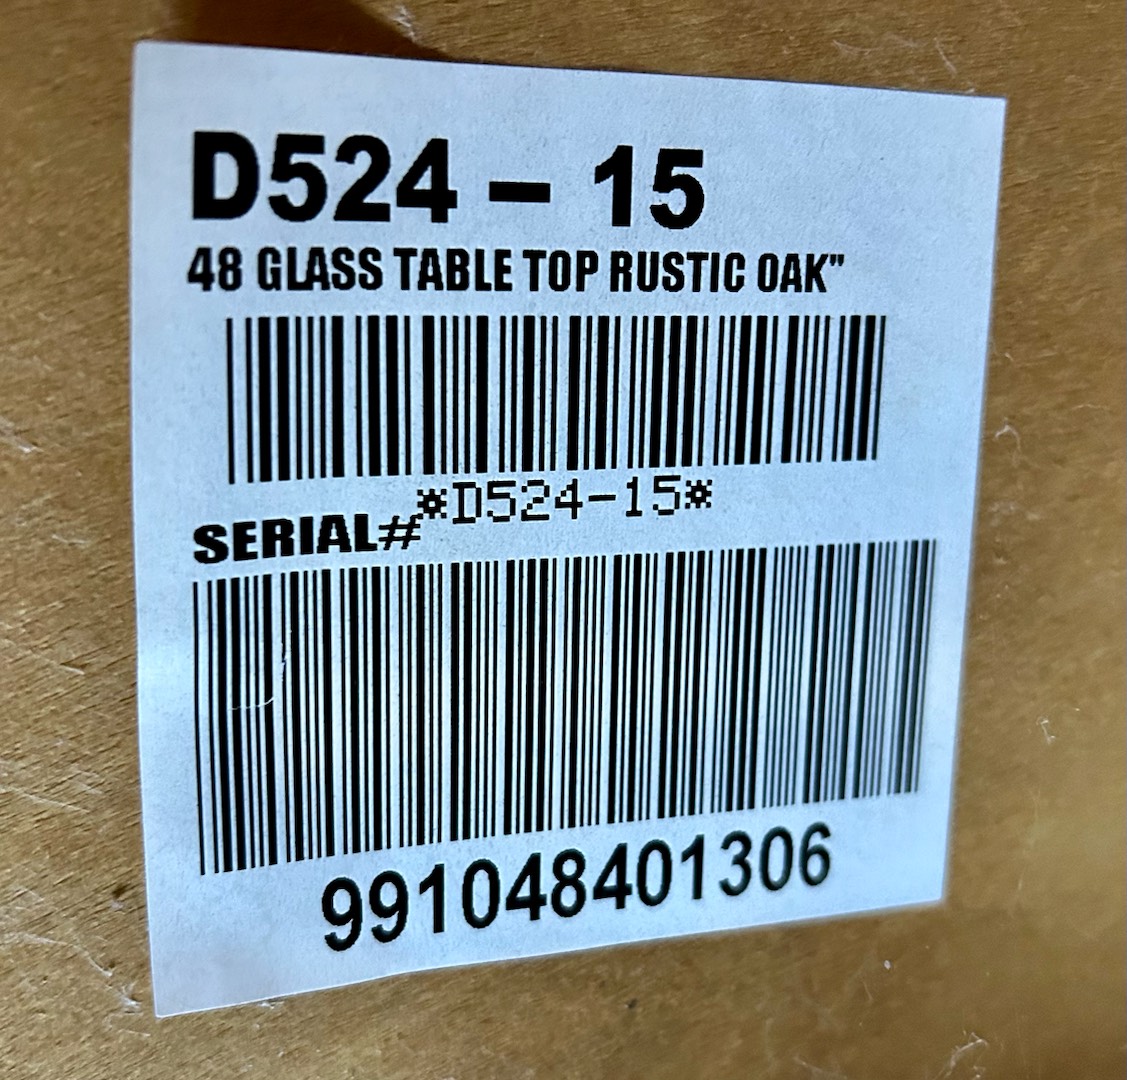 D524 - 15
48 GLASS TABLE TOP RUSTIC OAK"
*D524-15*
SERIAL#
991048401306